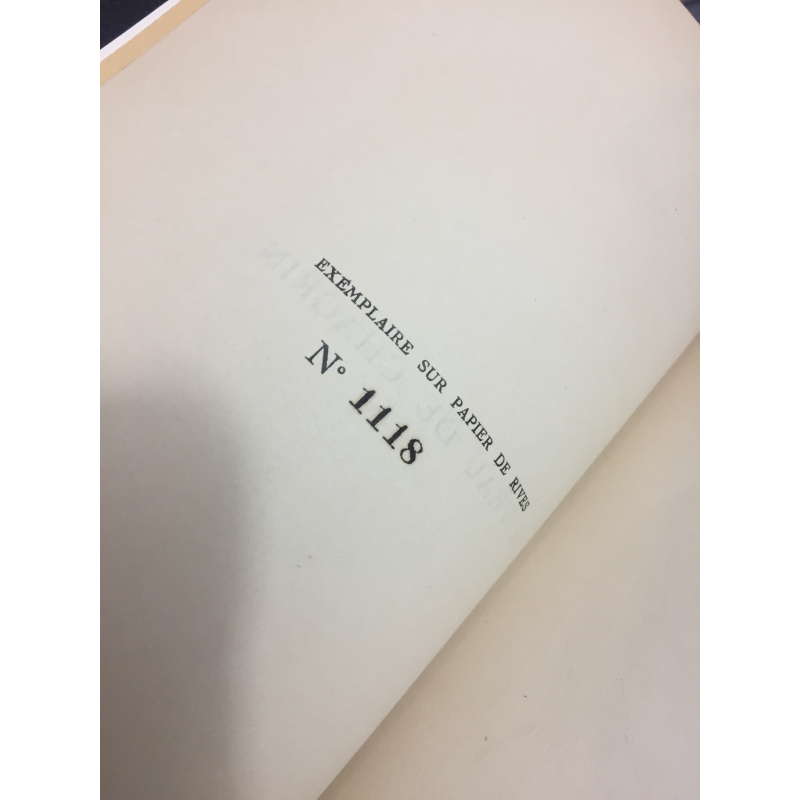 EXEMPLAIRE SUR PAPIER DE RIVES
N° 1118